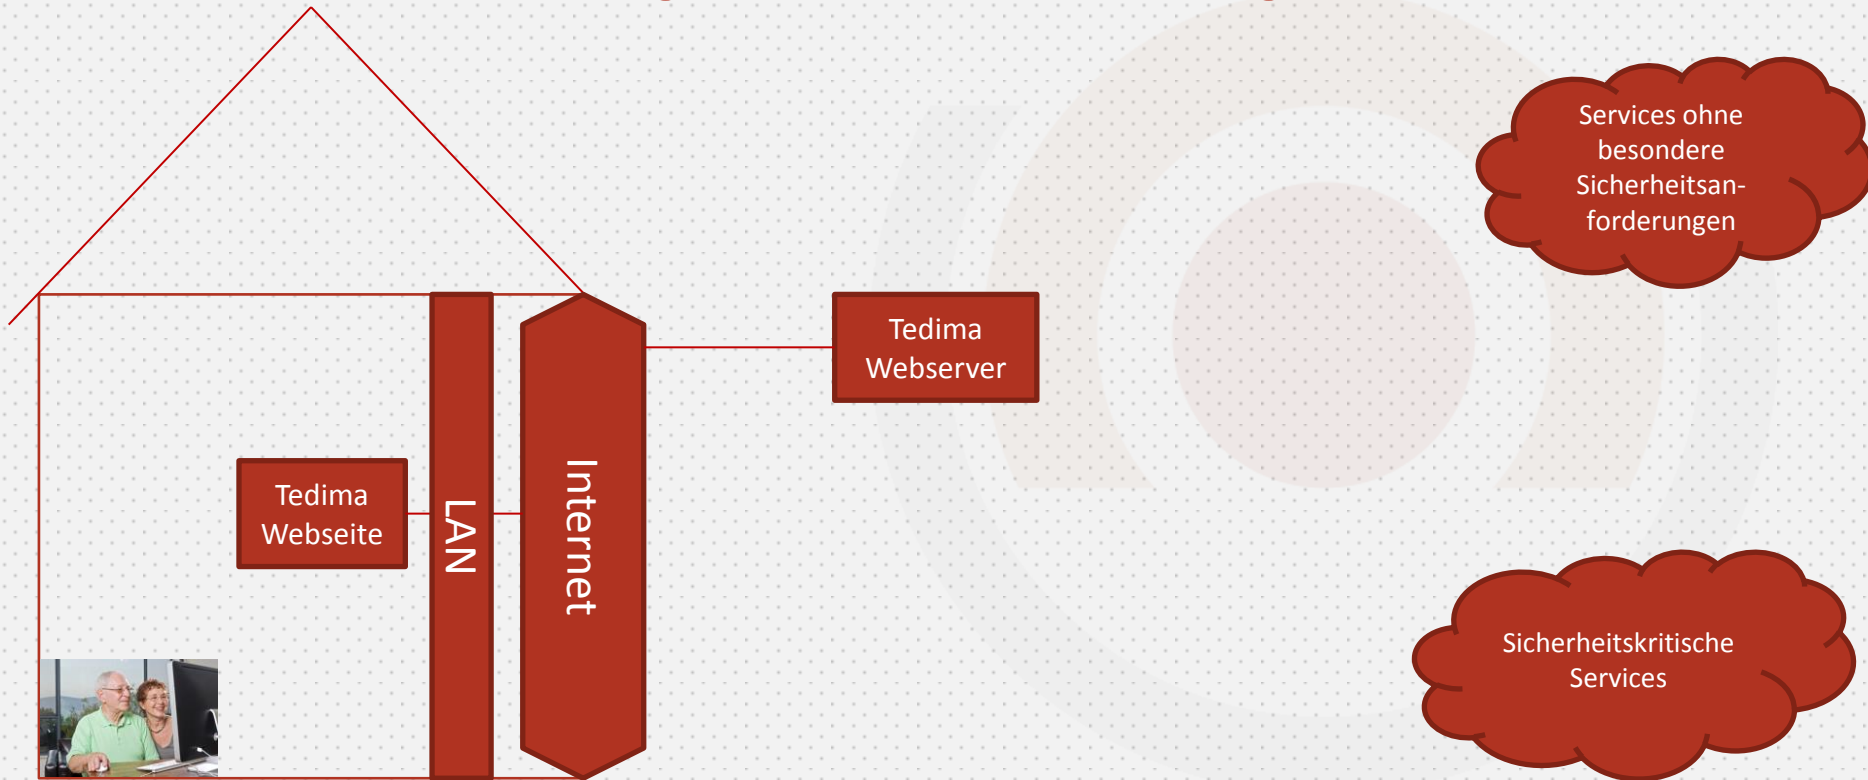 Services ohne
besondere
Sicherheitsan-
forderungen
Tedima
Webserver
Tedima
Webseite
LAN
Internet
Sicherheitskritische
Services